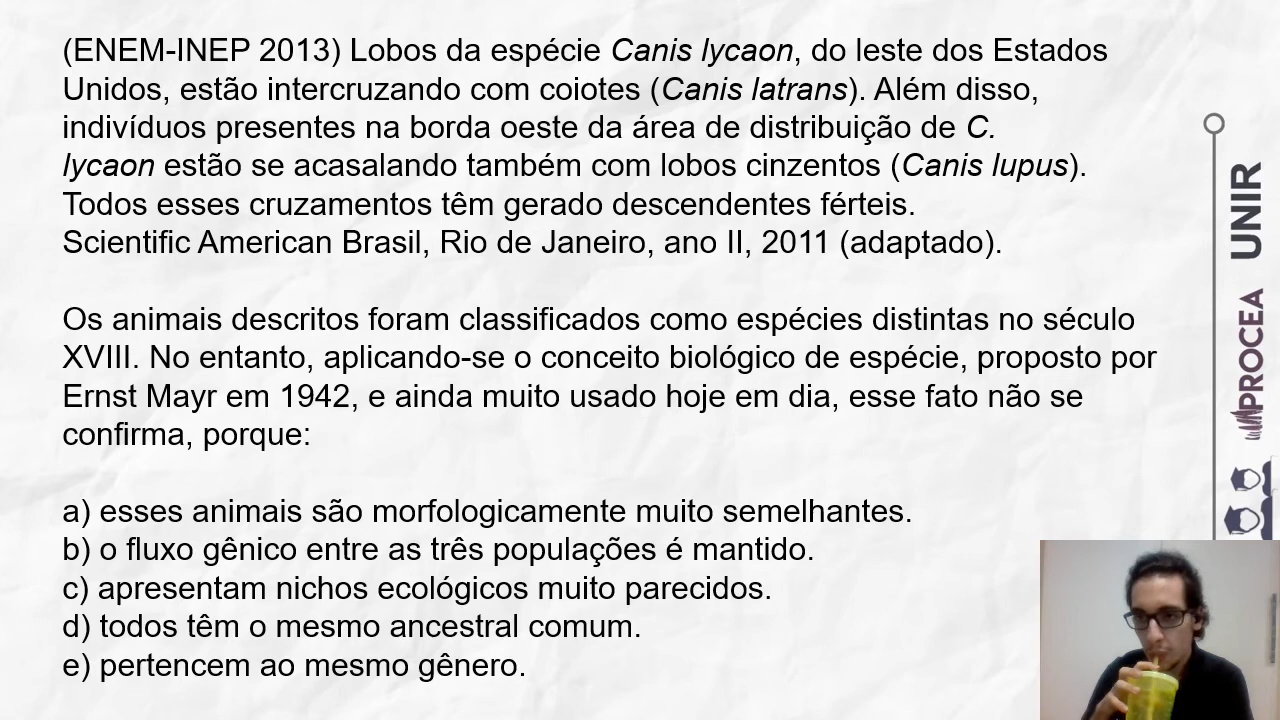 (ENEM-INEP 2013) Lobos da espécie Canis lycaon, do leste dos Estados
Unidos, estão intercruzando com coiotes (Canis latrans). Além disso,
indivíduos presentes na borda oeste da área de distribuição de C.
lycaon estão se acasalando também com lobos cinzentos (Canis lupus).
Todos esses cruzamentos têm gerado descendentes férteis.
Scientific American Brasil, Rio de Janeiro, ano II, 2011 (adaptado).
Os animais descritos foram classificados como espécies distintas no século
XVIII. No entanto, aplicando-se o conceito biológico de espécie, proposto por
Ernst Mayr em 1942, e ainda muito usado hoje em dia, esse fato não se
confirma, porque:
a) esses animais são morfologicamente muito semelhantes.
b) o fluxo gênico entre as três populações é mantido.
c) apresentam nichos ecológicos muito parecidos.
d) todos têm o mesmo ancestral comum.
e) pertencem ao mesmo gênero.
UNIR
PROCEA